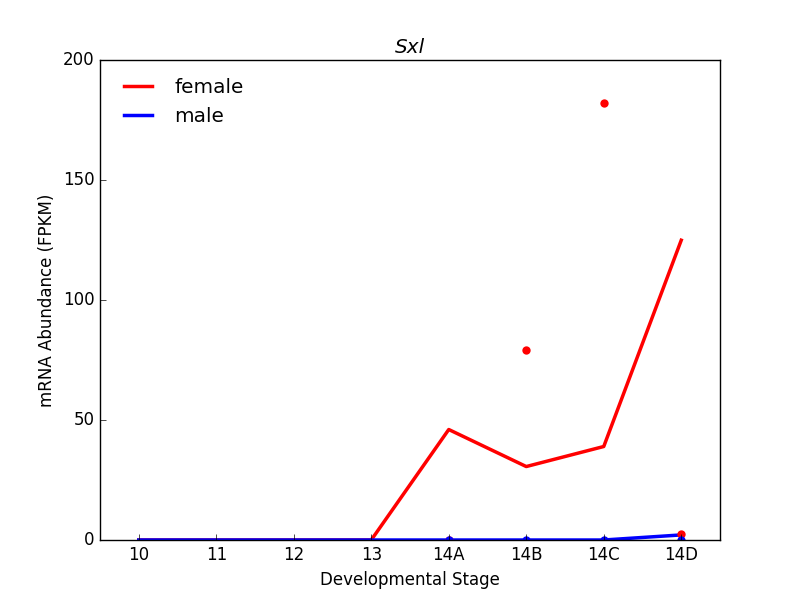 Sxl
female
male
200
150
100
50
0
10 11 12 13 14A 14B 14C 14D
mRNA Abundance (FPKM)
Developmental Stage